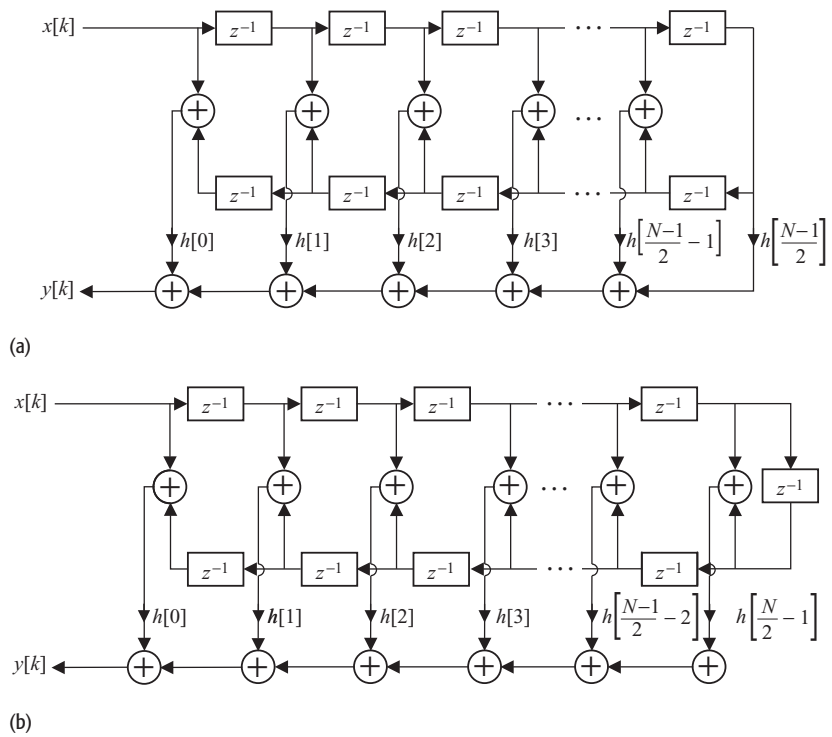 x[k] z⁻¹ z⁻¹ z⁻¹ ··· z⁻¹
+ + + + ··· +
z⁻¹ z⁻¹ z⁻¹ ··· z⁻¹
h[0] h[1] h[2] h[3] h[N−1/2 − 1] h[N−1/2]
y[k] + + + + +
(a)
x[k] z⁻¹ z⁻¹ z⁻¹ ··· z⁻¹
+ + + + ··· + + z⁻¹
z⁻¹ z⁻¹ z⁻¹ ··· z⁻¹
h[0] h[1] h[2] h[3] h[N−1/2 − 2] h[N/2 − 1]
y[k] + + + + + +
(b)